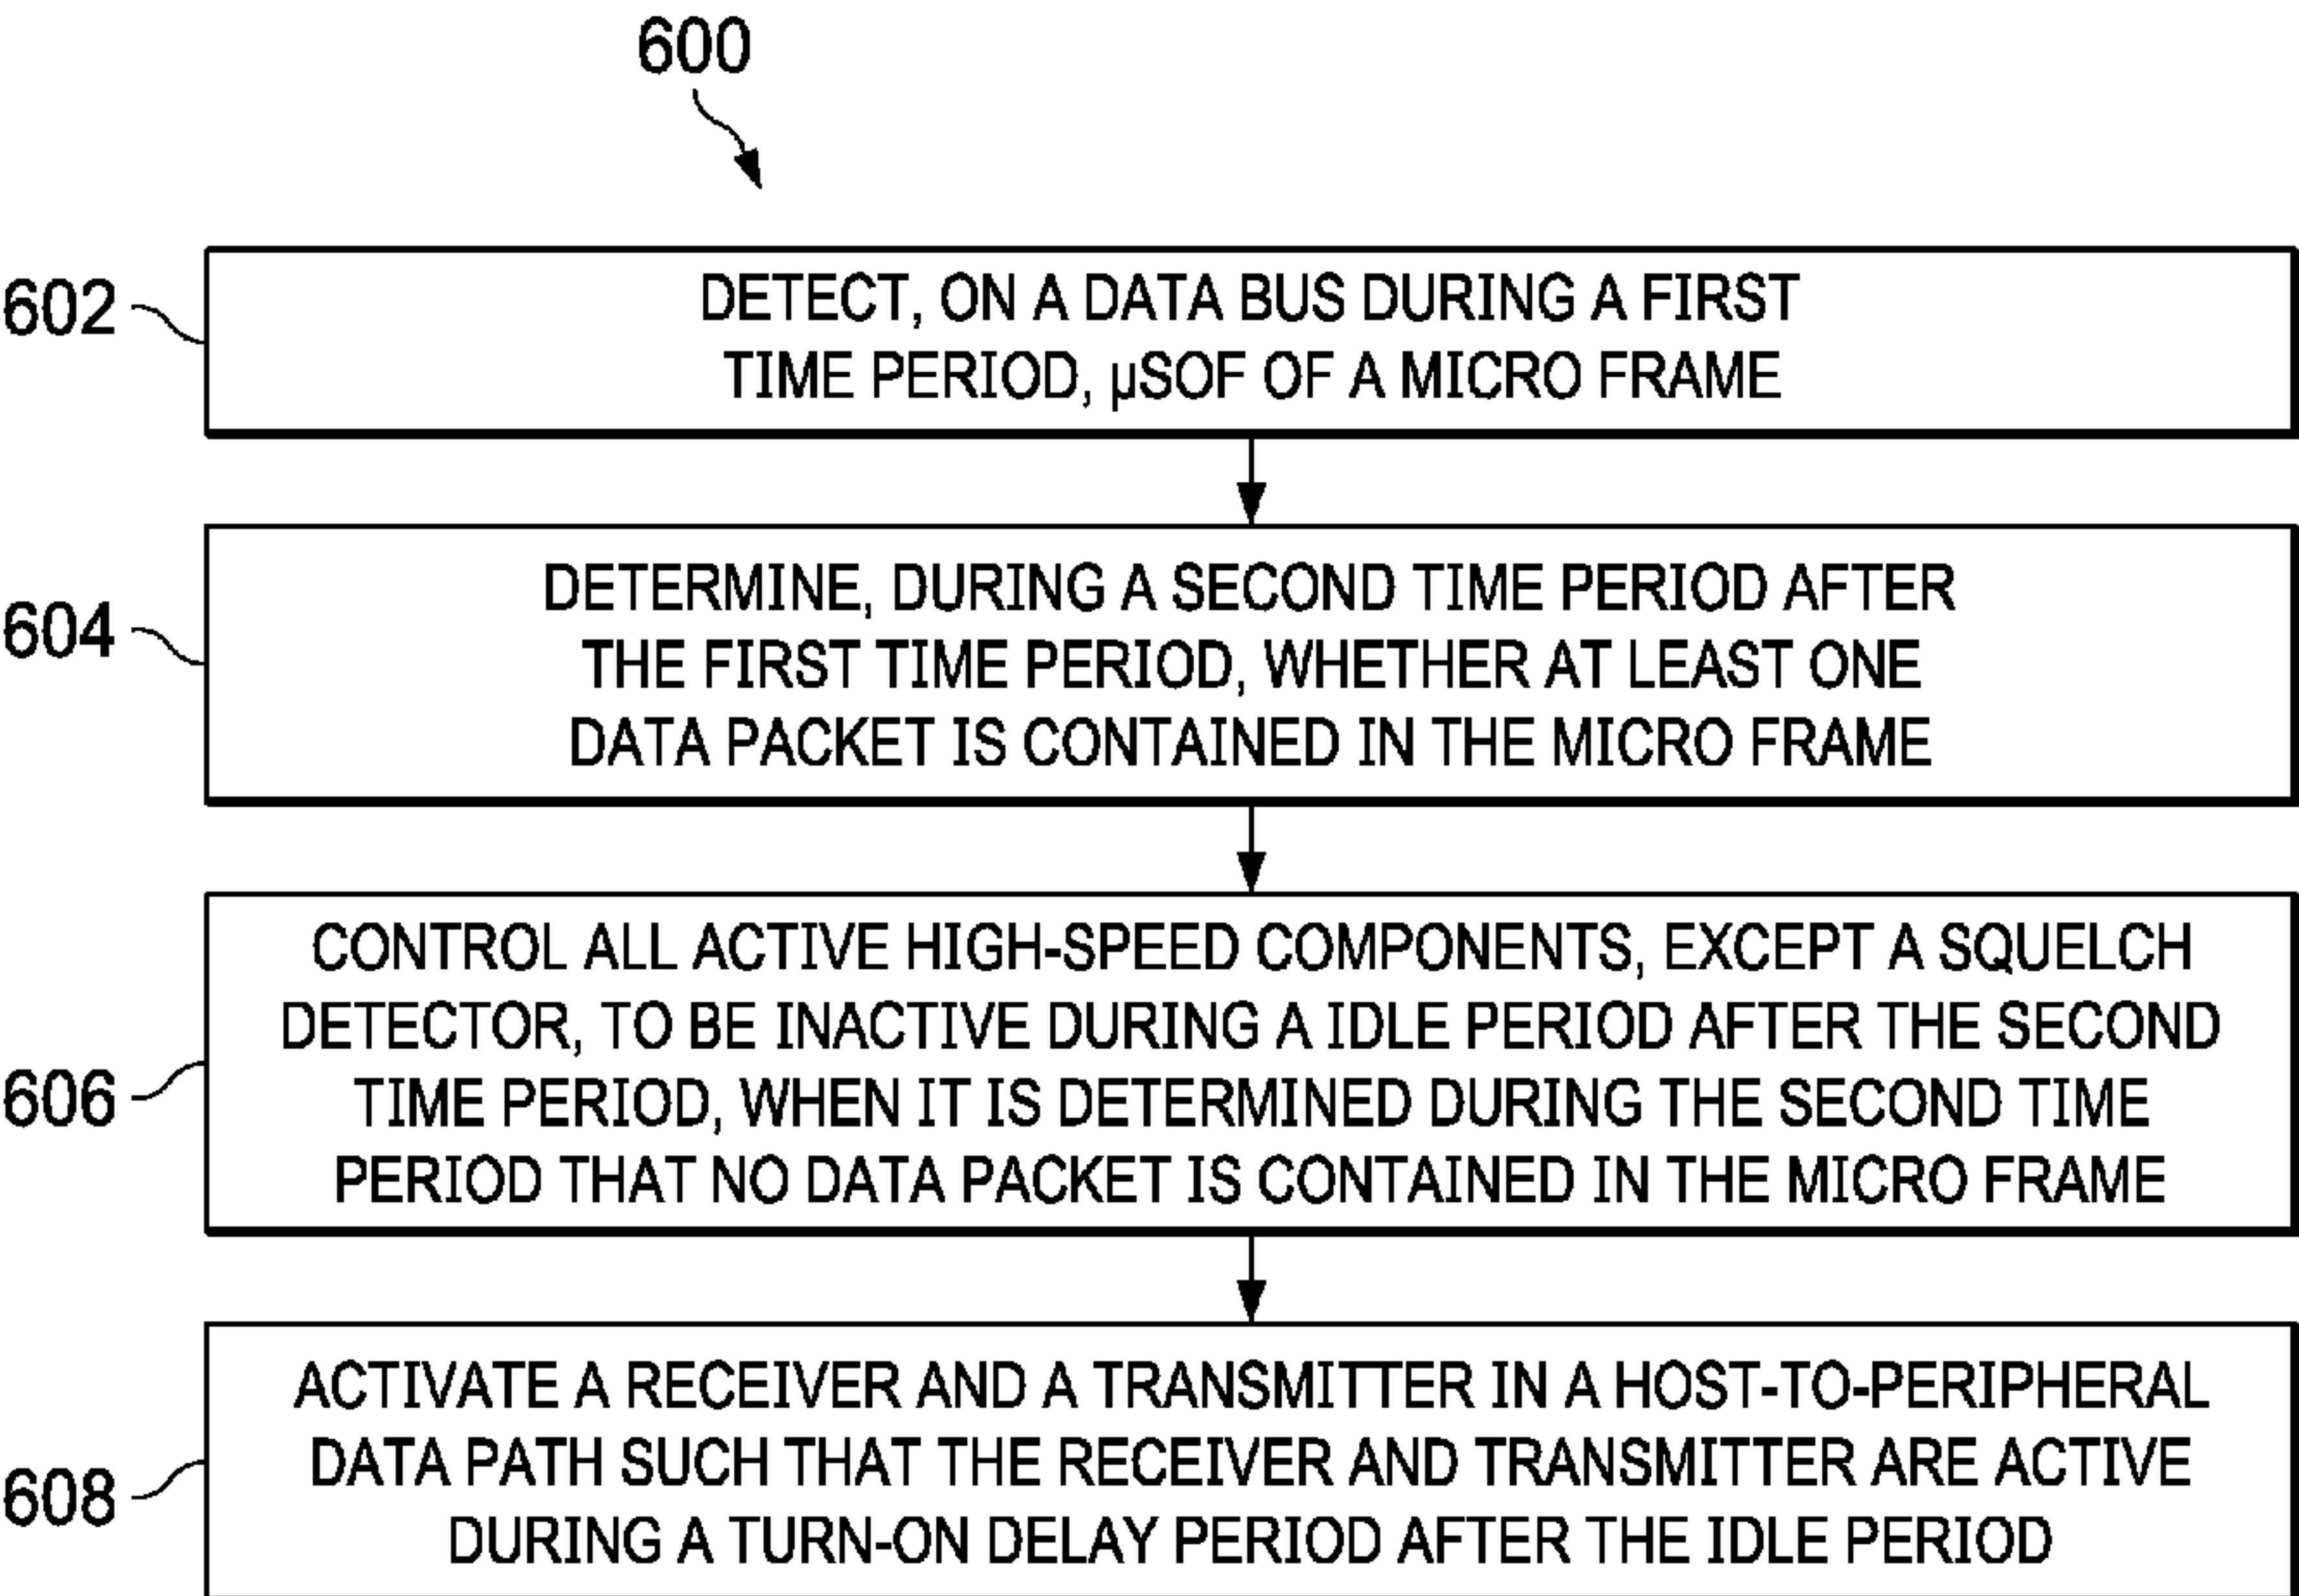 600
602
DETECT, ON A DATA BUS DURING A FIRST
TIME PERIOD, µSOF OF A MICRO FRAME
604
DETERMINE, DURING A SECOND TIME PERIOD AFTER
THE FIRST TIME PERIOD, WHETHER AT LEAST ONE
DATA PACKET IS CONTAINED IN THE MICRO FRAME
606
CONTROL ALL ACTIVE HIGH-SPEED COMPONENTS, EXCEPT A SQUELCH
DETECTOR, TO BE INACTIVE DURING A IDLE PERIOD AFTER THE SECOND
TIME PERIOD, WHEN IT IS DETERMINED DURING THE SECOND TIME
PERIOD THAT NO DATA PACKET IS CONTAINED IN THE MICRO FRAME
608
ACTIVATE A RECEIVER AND A TRANSMITTER IN A HOST-TO-PERIPHERAL
DATA PATH SUCH THAT THE RECEIVER AND TRANSMITTER ARE ACTIVE
DURING A TURN-ON DELAY PERIOD AFTER THE IDLE PERIOD